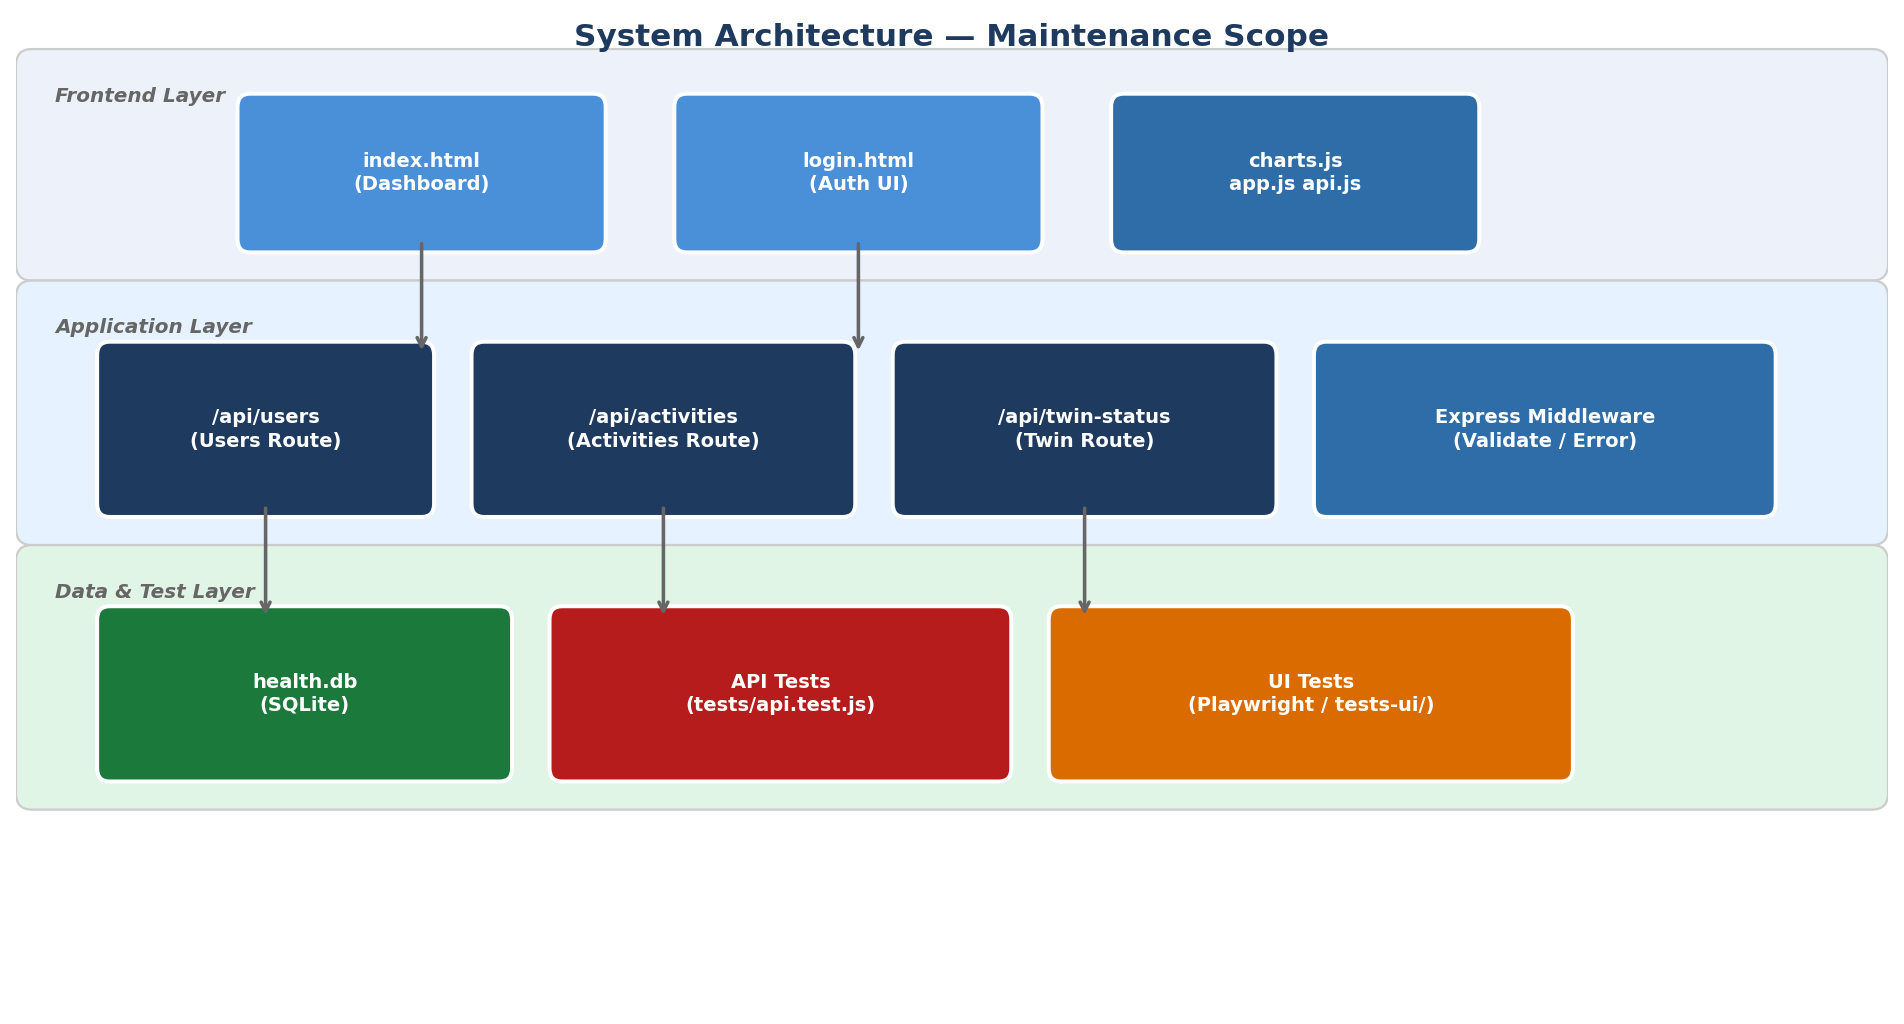 System Architecture — Maintenance Scope
Frontend Layer
index.html
(Dashboard)
login.html
(Auth UI)
charts.js
app.js api.js
Application Layer
/api/users
(Users Route)
/api/activities
(Activities Route)
/api/twin-status
(Twin Route)
Express Middleware
(Validate / Error)
Data & Test Layer
health.db
(SQLite)
API Tests
(tests/api.test.js)
UI Tests
(Playwright / tests-ui/)